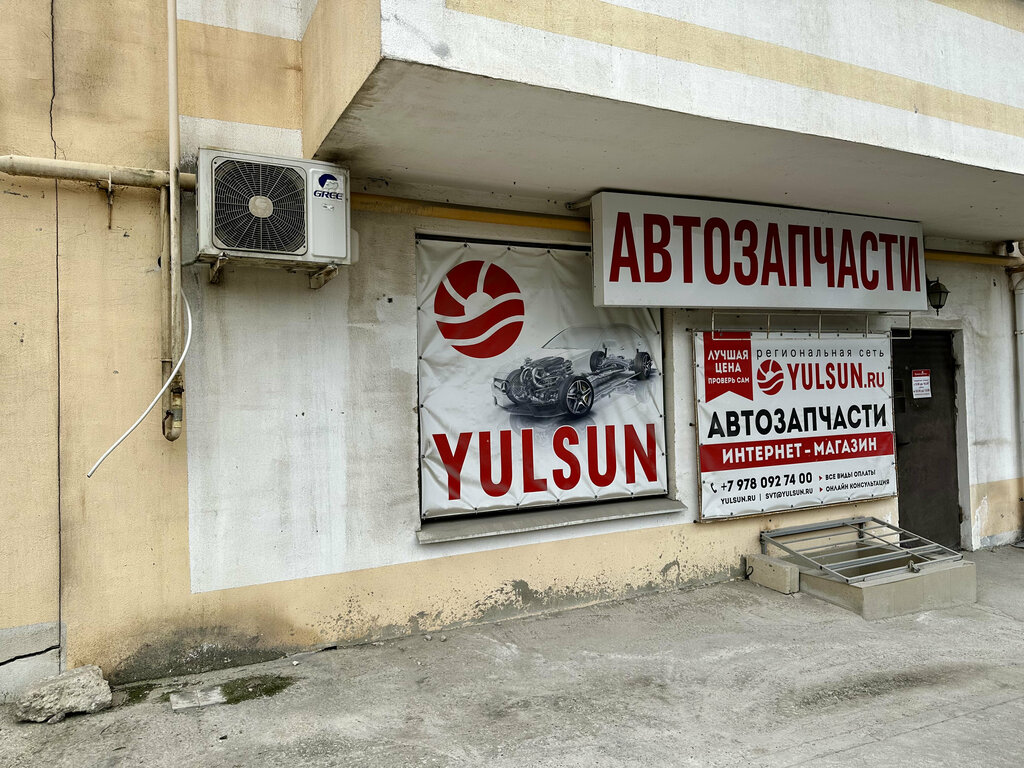 GREE
АВТОЗАПЧАСТИ
YULSUN
ЛУЧШАЯ
ЦЕНА
ПРОВЕРЬ САМ
региональная сеть
YULSUN.RU
АВТОЗАПЧАСТИ
ИНТЕРНЕТ-МАГАЗИН
+7 978 092 74 00
YULSUN.RU | SVT@YULSUN.RU
ВСЕ ВИДЫ ОПЛАТЫ
ОНЛАЙН КОНСУЛЬТАЦИЯ